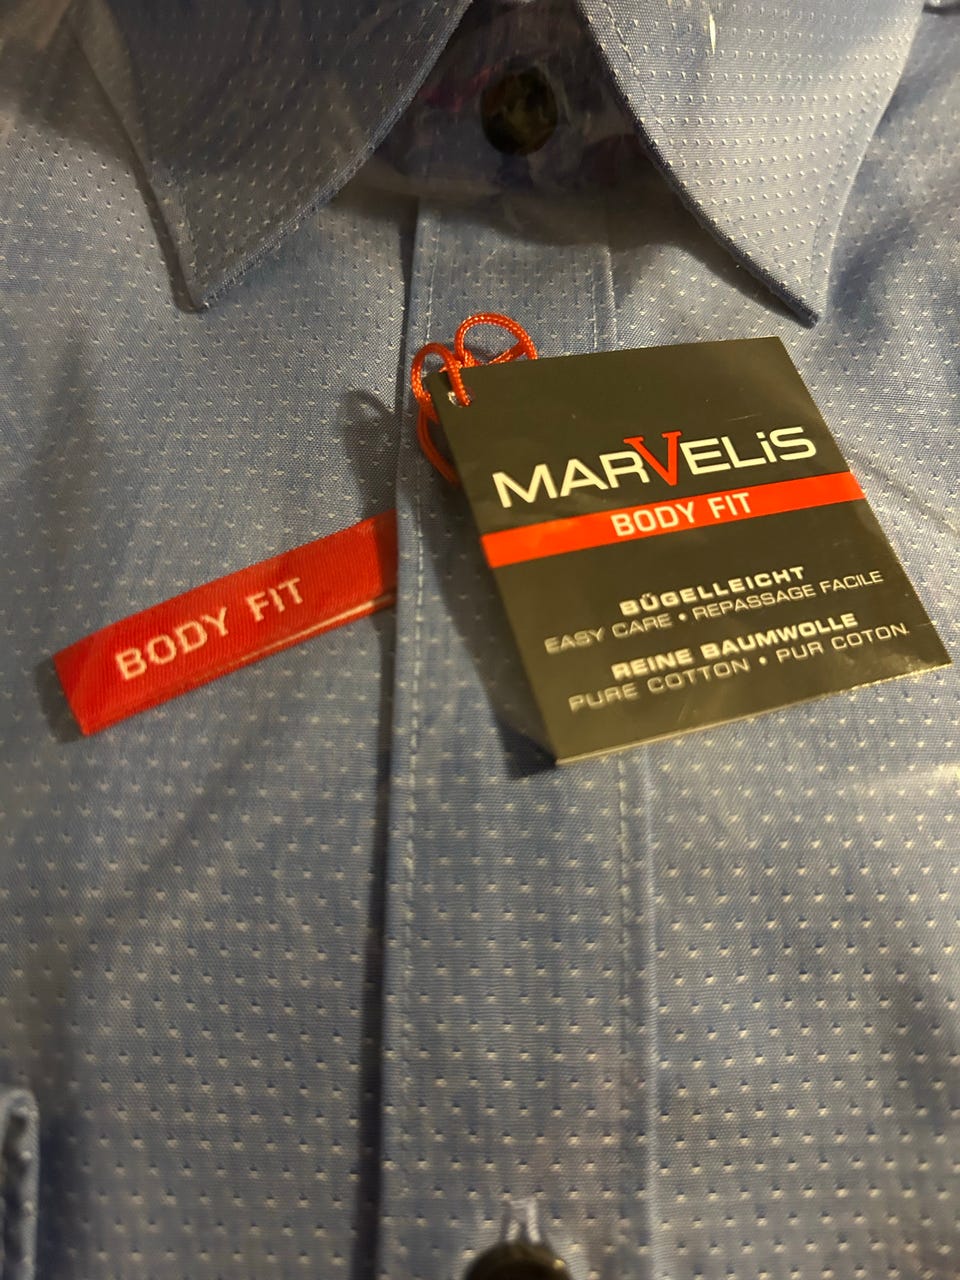 MARVELiS
BODY FIT
BÜGELLEICHT
EASY CARE • REPASSAGE FACILE
REINE BAUMWOLLE
PURE COTTON • PUR COTON
BODY FIT